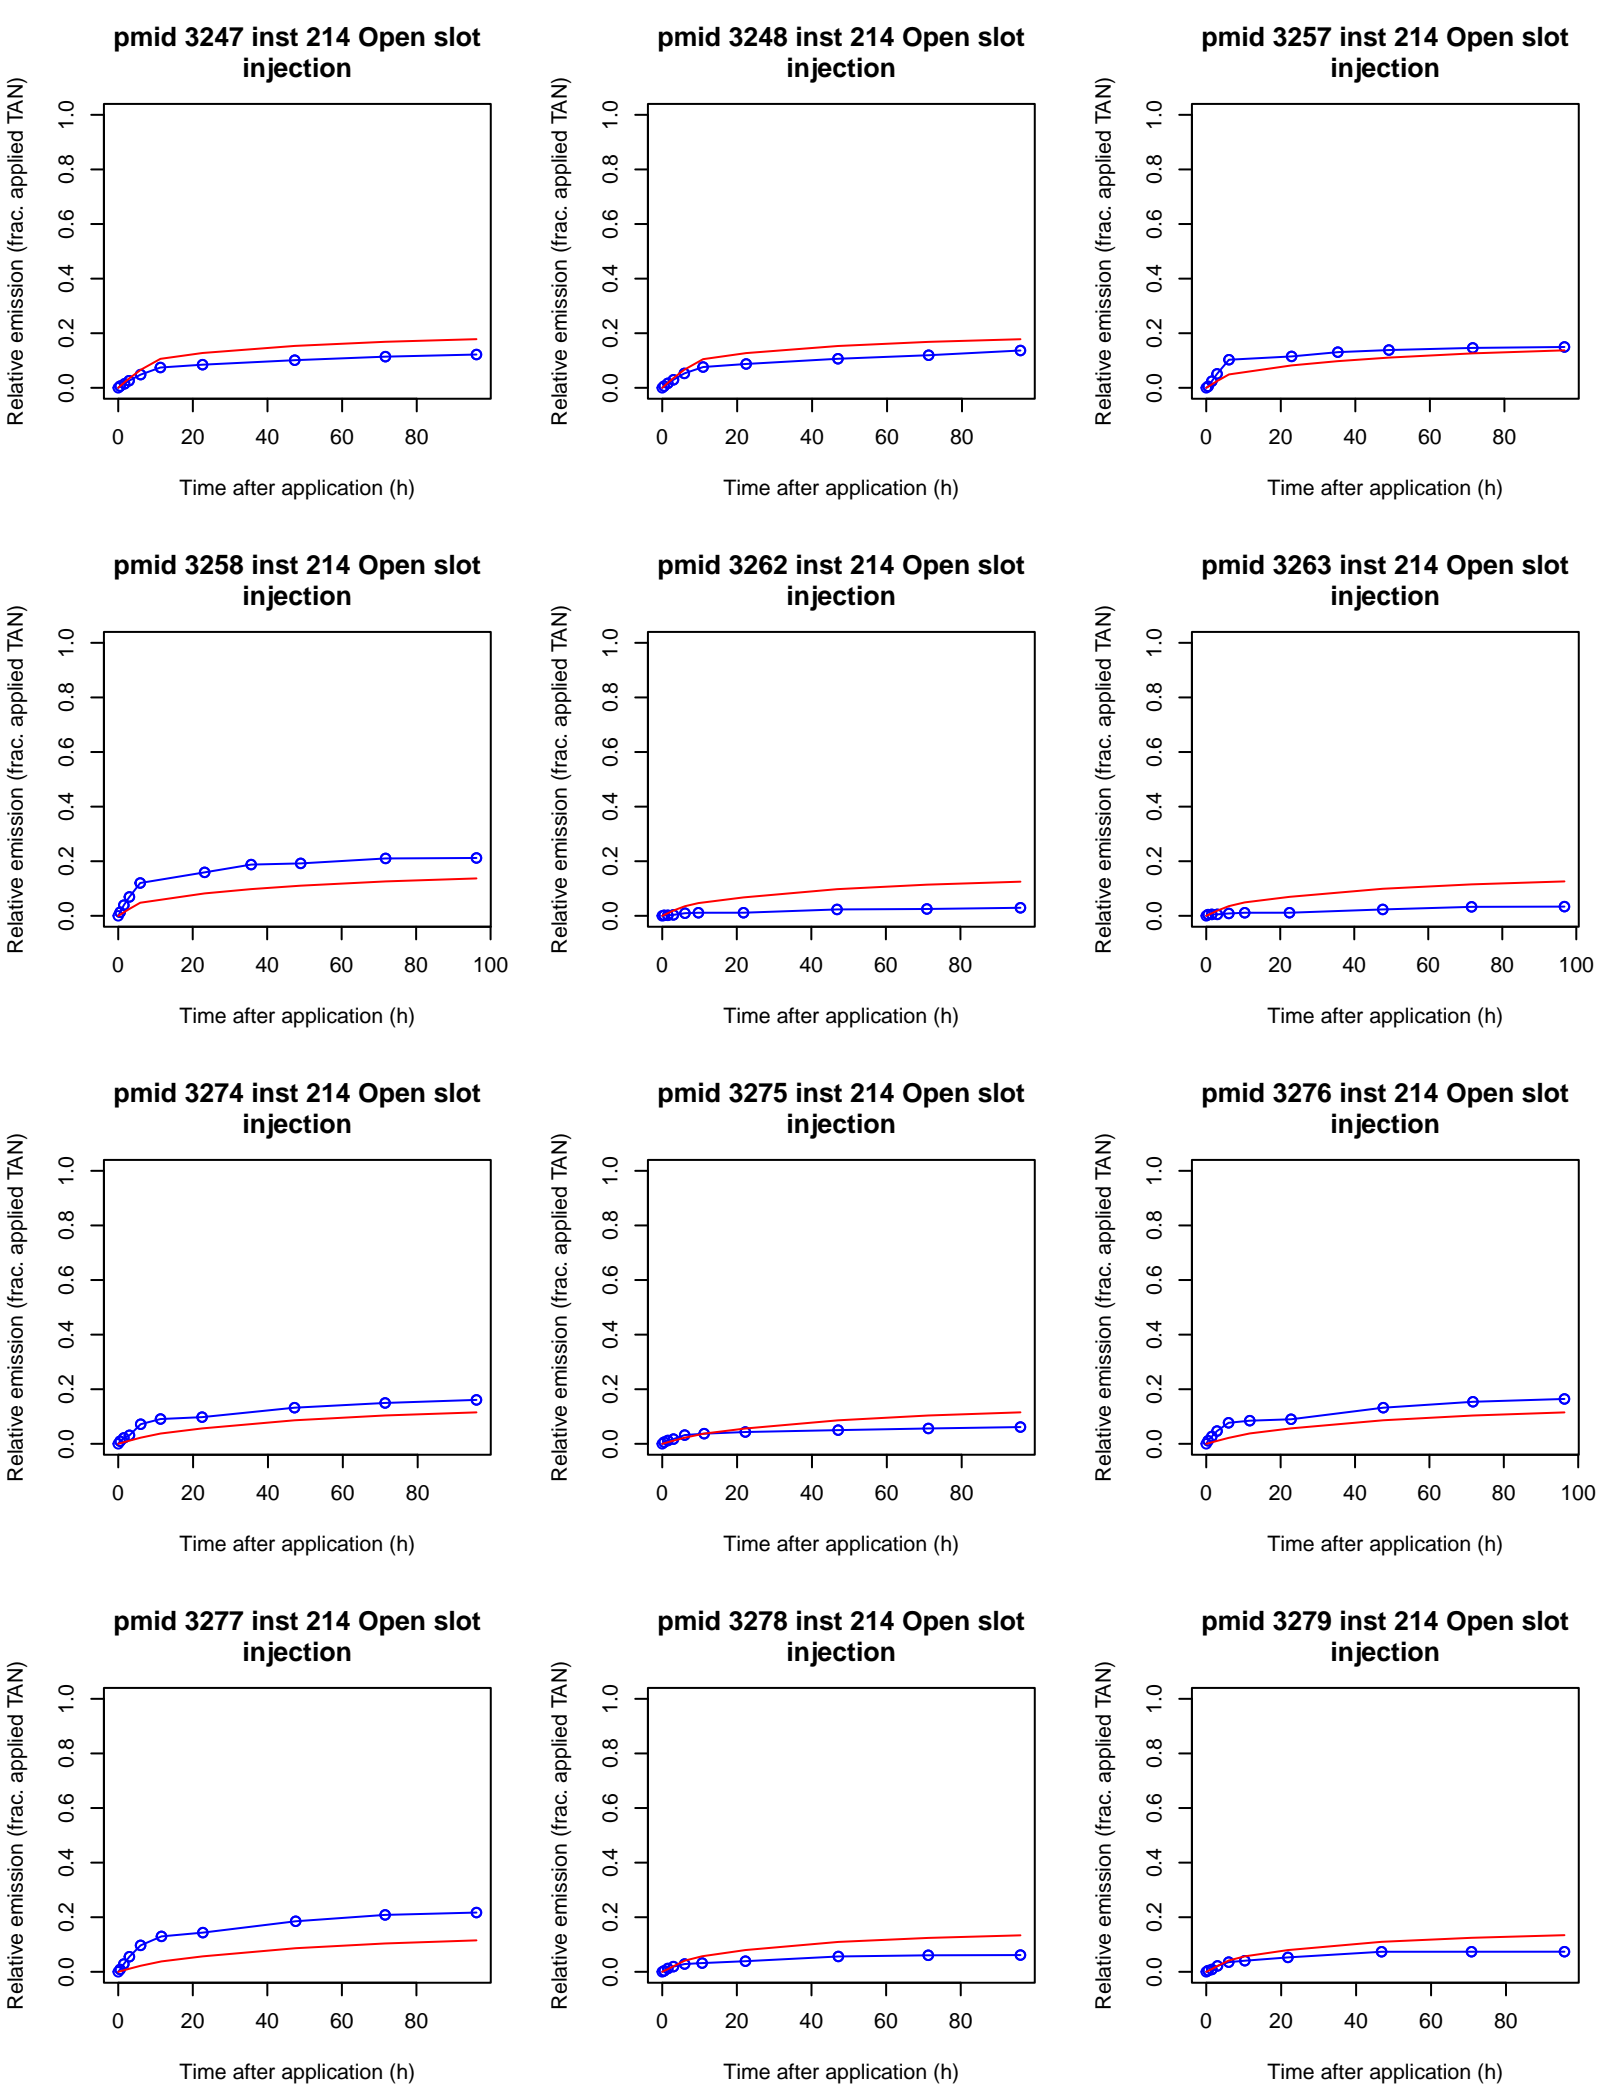 pmid 3247 inst 214 Open slot
injection
Relative emission (frac. applied TAN)
1.0
0.8
0.6
0.4
0.2
0.0
0 20 40 60 80
Time after application (h)
pmid 3248 inst 214 Open slot
injection
Relative emission (frac. applied TAN)
1.0
0.8
0.6
0.4
0.2
0.0
0 20 40 60 80
Time after application (h)
pmid 3257 inst 214 Open slot
injection
Relative emission (frac. applied TAN)
1.0
0.8
0.6
0.4
0.2
0.0
0 20 40 60 80
Time after application (h)
pmid 3258 inst 214 Open slot
injection
Relative emission (frac. applied TAN)
1.0
0.8
0.6
0.4
0.2
0.0
0 20 40 60 80 100
Time after application (h)
pmid 3262 inst 214 Open slot
injection
Relative emission (frac. applied TAN)
1.0
0.8
0.6
0.4
0.2
0.0
0 20 40 60 80
Time after application (h)
pmid 3263 inst 214 Open slot
injection
Relative emission (frac. applied TAN)
1.0
0.8
0.6
0.4
0.2
0.0
0 20 40 60 80 100
Time after application (h)
pmid 3274 inst 214 Open slot
injection
Relative emission (frac. applied TAN)
1.0
0.8
0.6
0.4
0.2
0.0
0 20 40 60 80
Time after application (h)
pmid 3275 inst 214 Open slot
injection
Relative emission (frac. applied TAN)
1.0
0.8
0.6
0.4
0.2
0.0
0 20 40 60 80
Time after application (h)
pmid 3276 inst 214 Open slot
injection
Relative emission (frac. applied TAN)
1.0
0.8
0.6
0.4
0.2
0.0
0 20 40 60 80 100
Time after application (h)
pmid 3277 inst 214 Open slot
injection
Relative emission (frac. applied TAN)
1.0
0.8
0.6
0.4
0.2
0.0
0 20 40 60 80
Time after application (h)
pmid 3278 inst 214 Open slot
injection
Relative emission (frac. applied TAN)
1.0
0.8
0.6
0.4
0.2
0.0
0 20 40 60 80
Time after application (h)
pmid 3279 inst 214 Open slot
injection
Relative emission (frac. applied TAN)
1.0
0.8
0.6
0.4
0.2
0.0
0 20 40 60 80
Time after application (h)